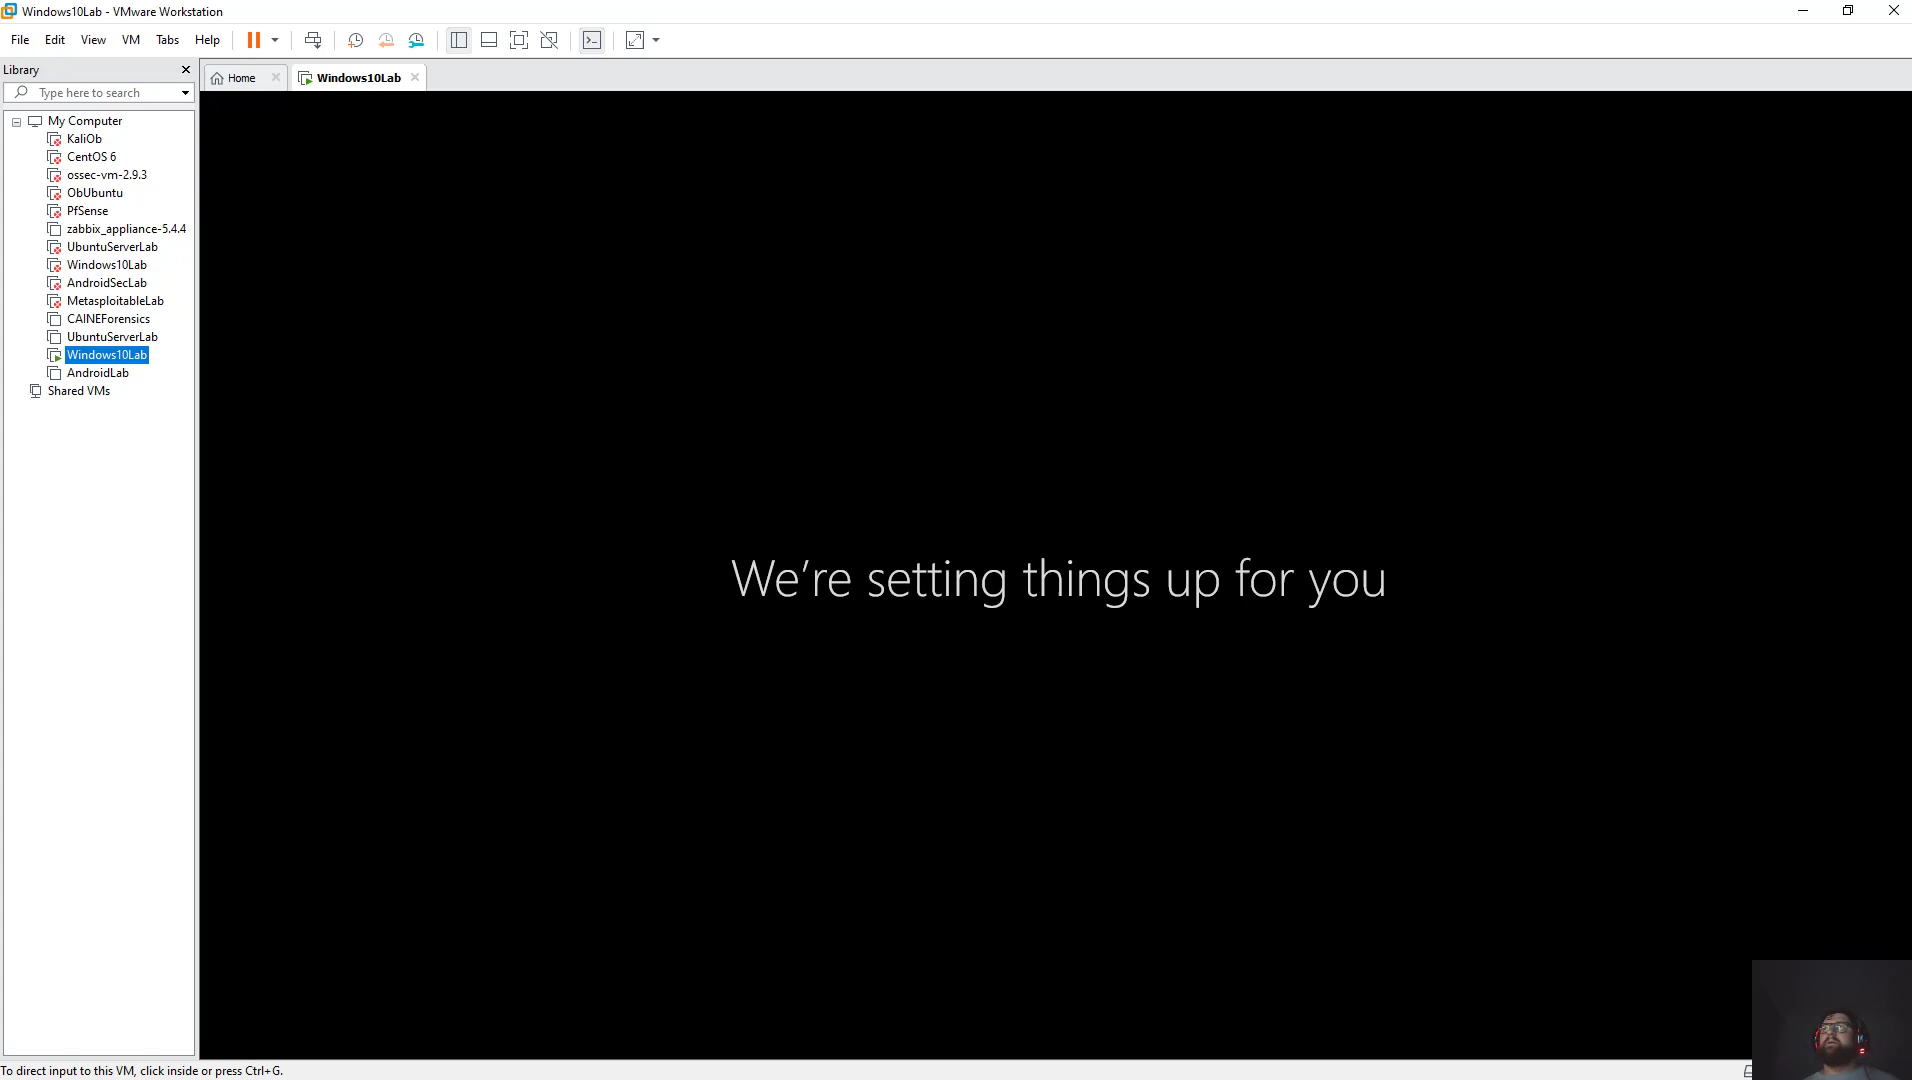 Windows10Lab - VMware Workstation
File Edit View VM Tabs Help
Library
Type here to search
My Computer
KaliOb
CentOS 6
ossec-vm-2.9.3
ObUbuntu
PfSense
zabbix_appliance-5.4.4
UbuntuServerLab
Windows10Lab
AndroidSecLab
MetasploitableLab
CAINEForensics
UbuntuServerLab
Windows10Lab
AndroidLab
Shared VMs
Home
Windows10Lab
We're setting things up for you
To direct input to this VM, click inside or press Ctrl+G.